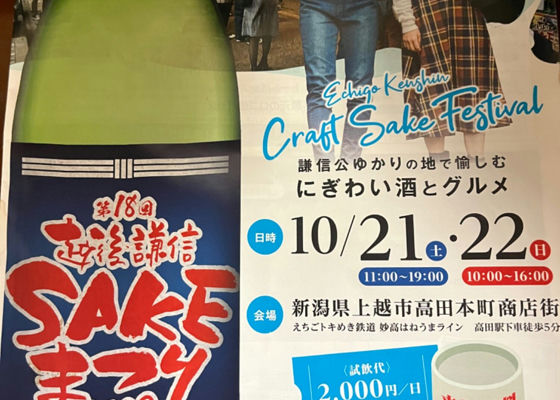 Echigo Kenshin
Craft Sake Festival
謙信公ゆかりの地で愉しむ
にぎわい酒とグルメ
日時 10/21土・22日
11:00~19:00 10:00~16:00
会場 新潟県上越市高田本町商店街
えちごトキめき鉄道 妙高はねうまライン 高田駅下車徒歩5分
〈試飲代〉
2,000円/日
第18回
越後謙信
SAKE
まつり